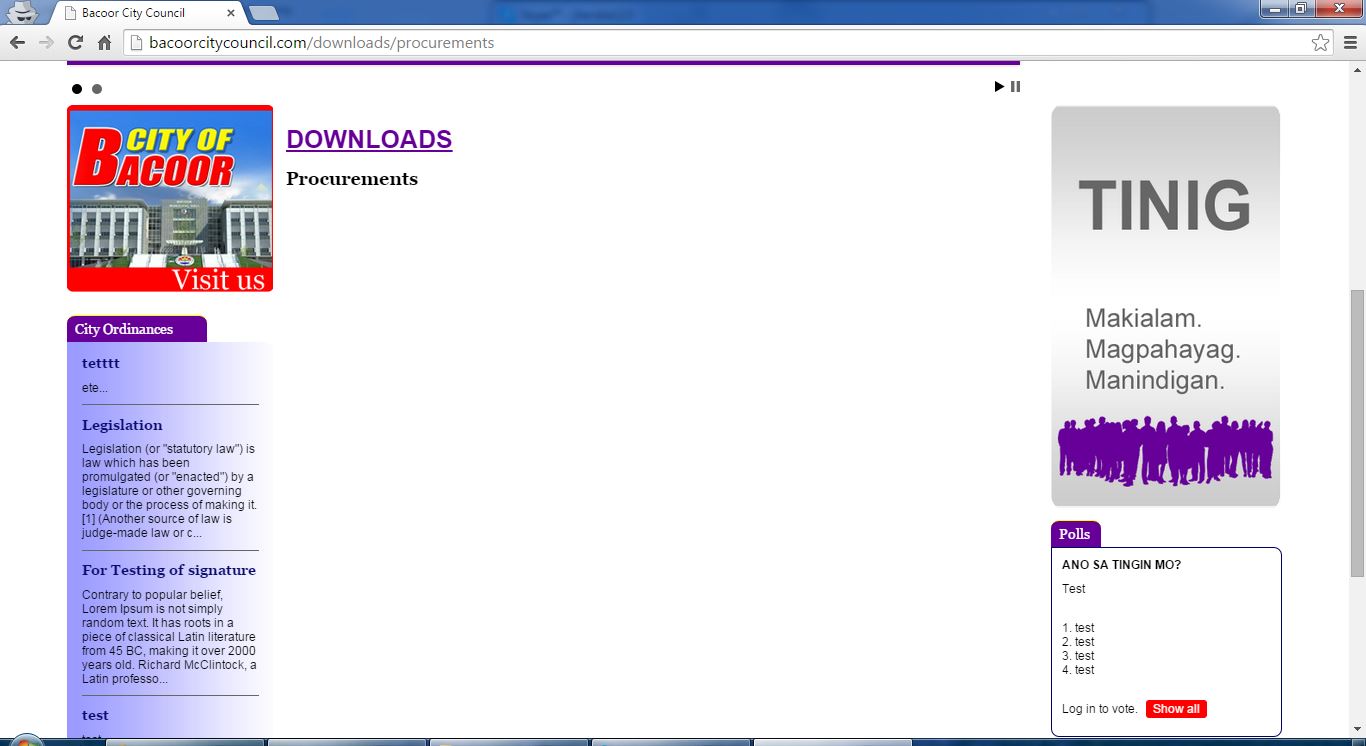 Bacoor City Council
bacoorcitycouncil.com/downloads/procurements
CITY OF
BACOOR
Visit us
DOWNLOADS
Procurements
City Ordinances
tetttt
ete...
Legislation
Legislation (or "statutory law") is
law which has been
promulgated (or "enacted") by a
legislature or other governing
body or the process of making it.
[1] (Another source of law is
judge-made law or c...
For Testing of signature
Contrary to popular belief,
Lorem Ipsum is not simply
random text. It has roots in a
piece of classical Latin literature
from 45 BC, making it over 2000
years old. Richard McClintock, a
Latin professo...
test
TINIG
Makialam.
Magpahayag.
Manindigan.
Polls
ANO SA TINGIN MO?
Test
1. test
2. test
3. test
4. test
Log in to vote. Show all